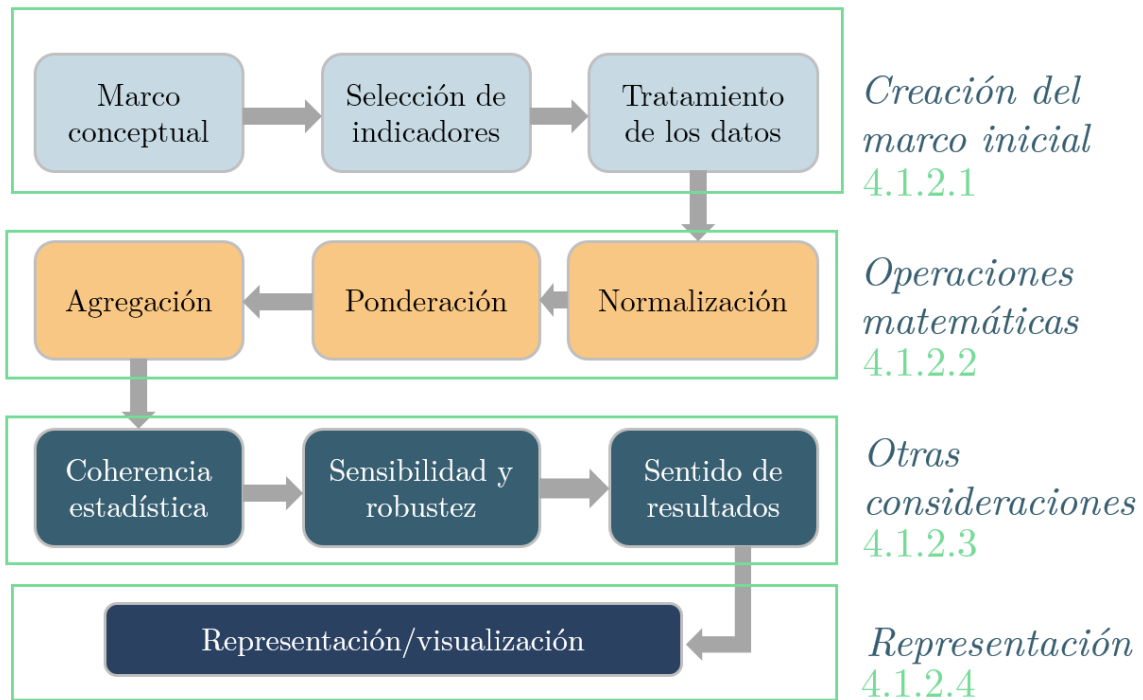 Marco
conceptual
Selección de
indicadores
Tratamiento
de los datos
Creación del
marco inicial
4.1.2.1
Agregación
Ponderación
Normalización
Operaciones
matemáticas
4.1.2.2
Coherencia
estadística
Sensibilidad y
robustez
Sentido de
resultados
Otras
consideraciones
4.1.2.3
Representación/visualización
Representación
4.1.2.4